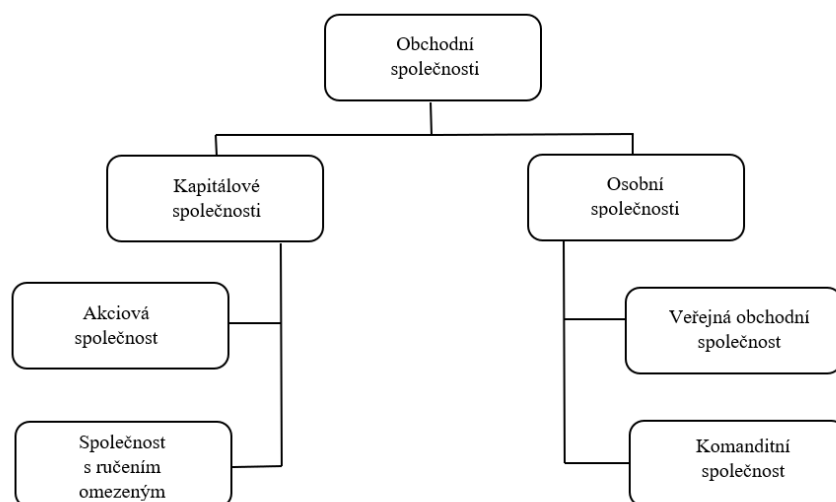 Obchodní
společnosti
Kapitálové
společnosti
Osobní
společnosti
Akciová
společnost
Veřejná obchodní
společnost
Společnost
s ručením
omezeným
Komanditní
společnost